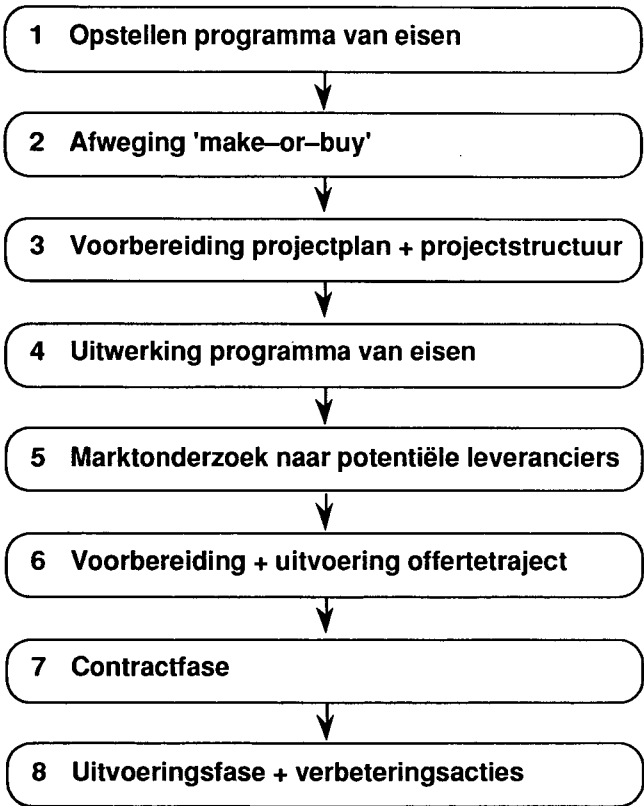 1 Opstellen programma van eisen
2 Afweging 'make–or–buy'
3 Voorbereiding projectplan + projectstructuur
4 Uitwerking programma van eisen
5 Marktonderzoek naar potentiële leveranciers
6 Voorbereiding + uitvoering offertetraject
7 Contractfase
8 Uitvoeringsfase + verbeteringsacties